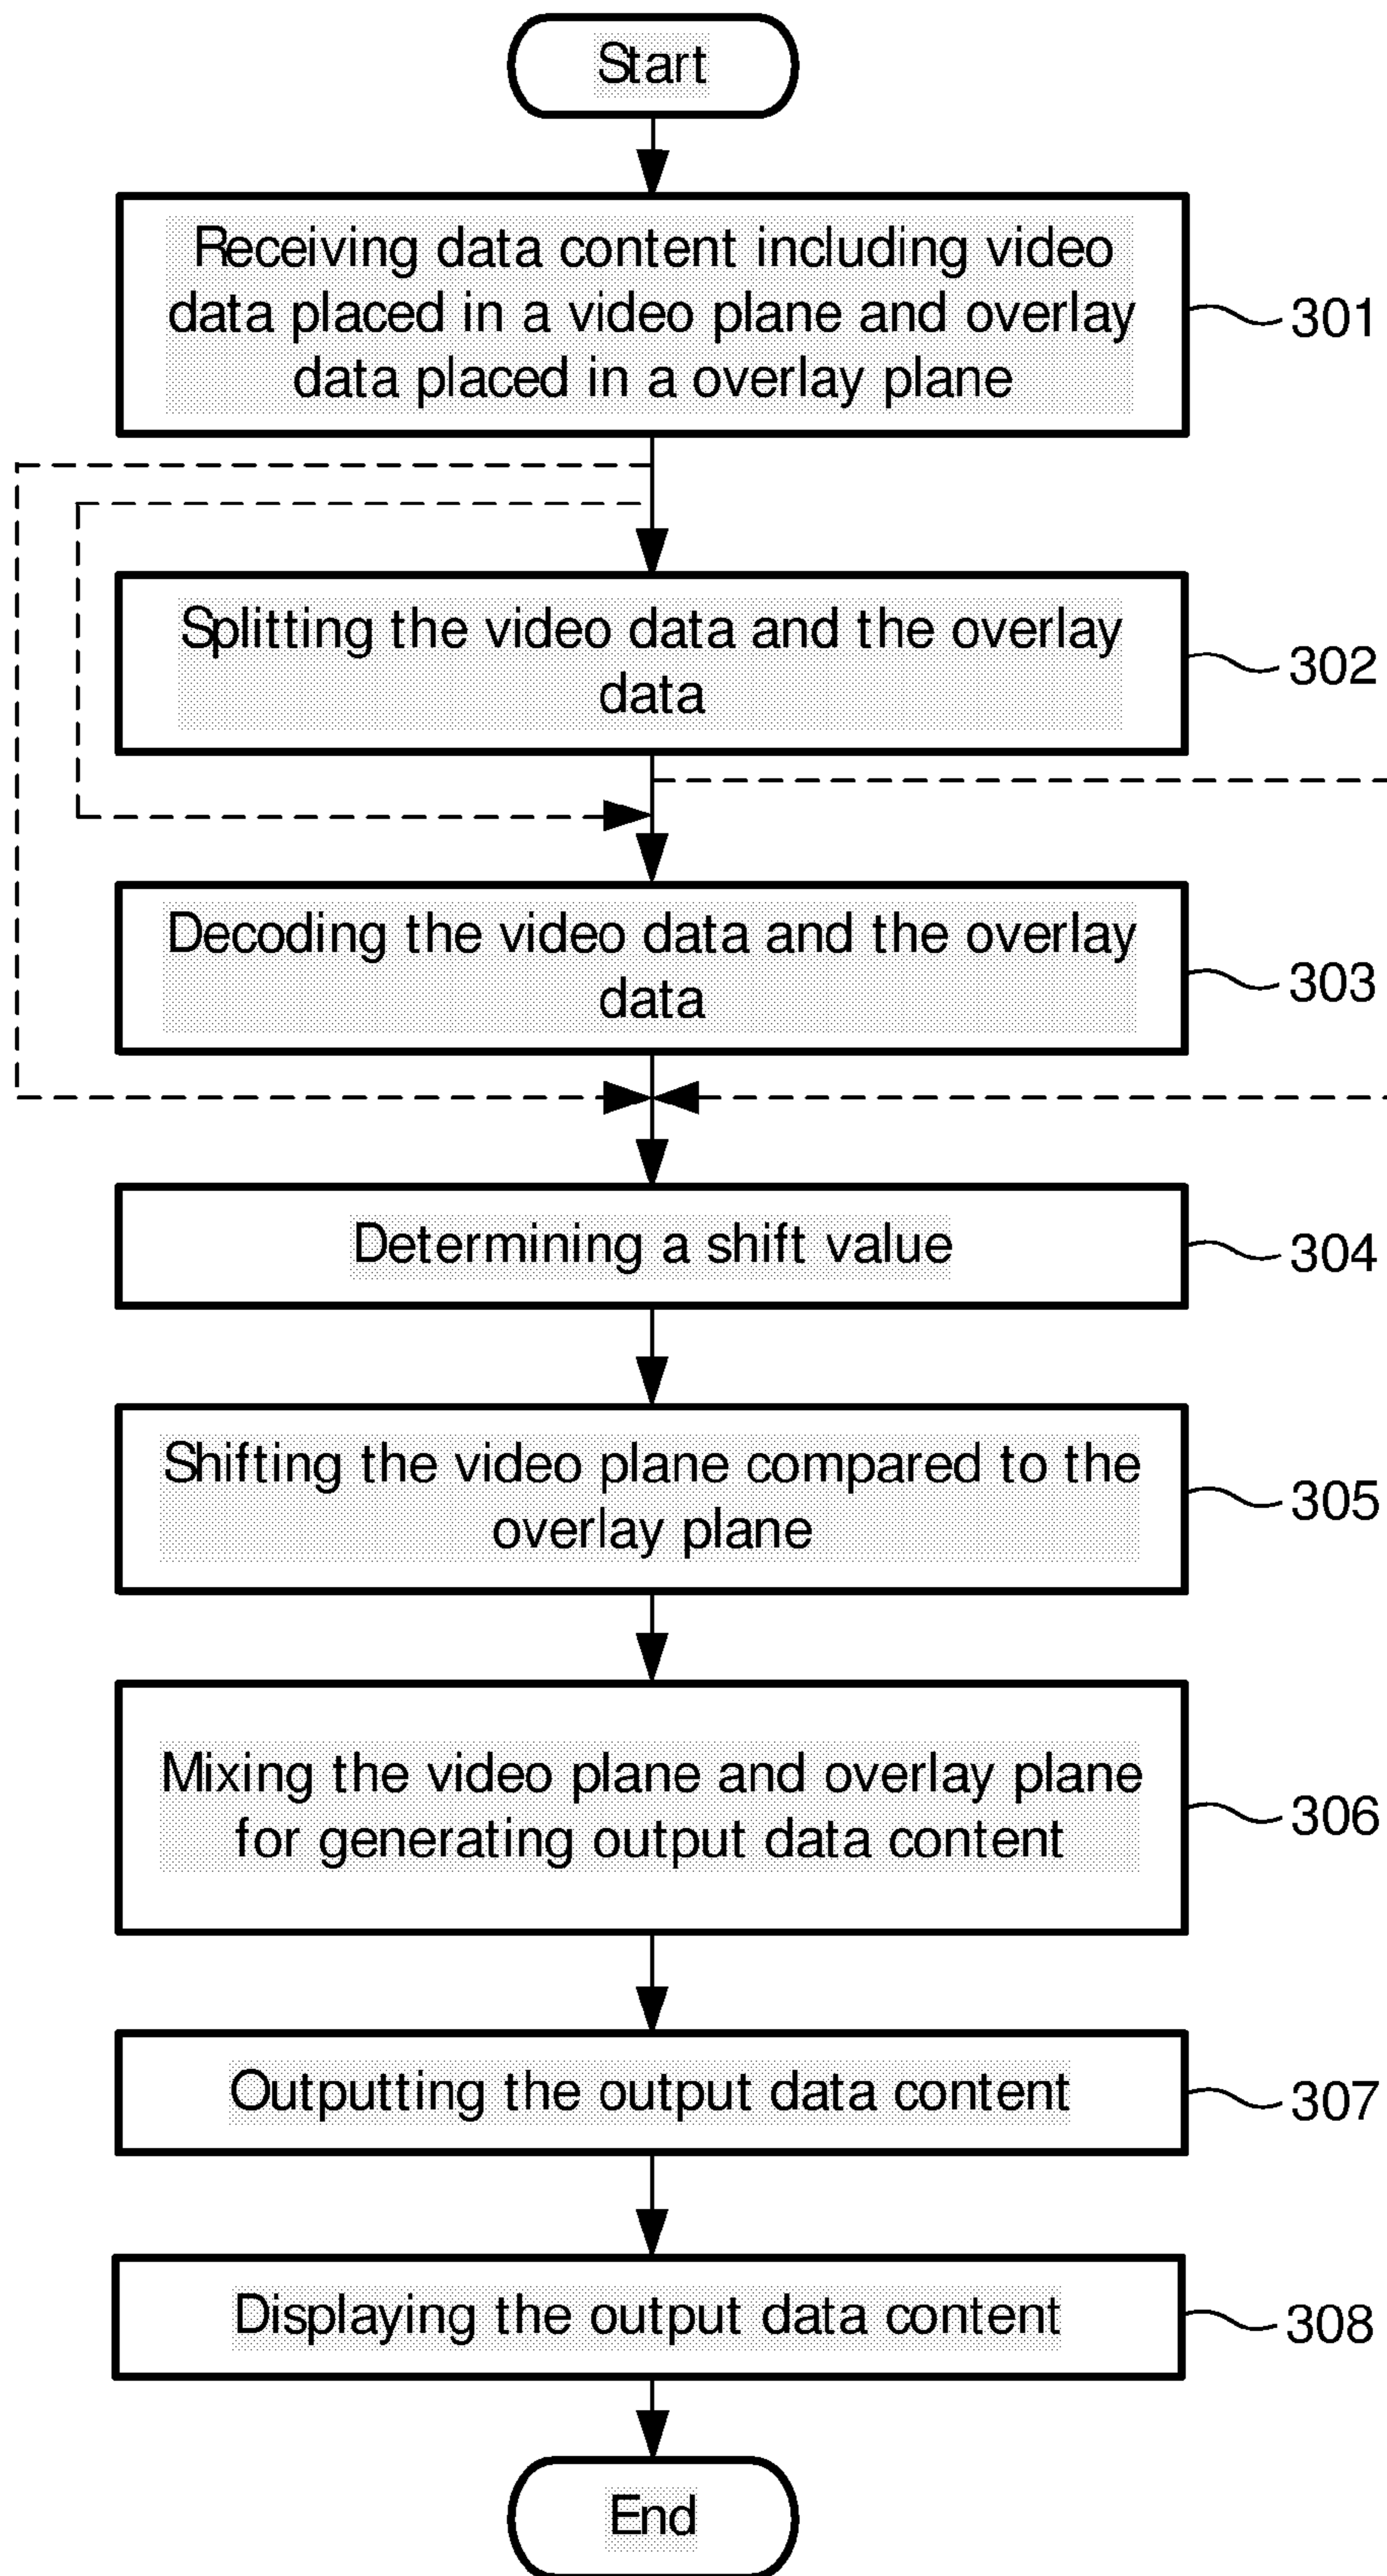 Start
Receiving data content including video
data placed in a video plane and overlay
data placed in a overlay plane
301
Splitting the video data and the overlay
data
302
Decoding the video data and the overlay
data
303
Determining a shift value
304
Shifting the video plane compared to the
overlay plane
305
Mixing the video plane and overlay plane
for generating output data content
306
Outputting the output data content
307
Displaying the output data content
308
End